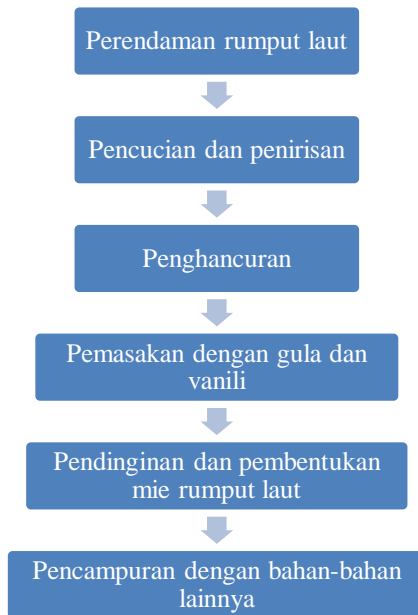 Perendaman rumput laut
Pencucian dan penirisan
Penghancuran
Pemasakan dengan gula dan
vanili
Pendinginan dan pembentukan
mie rumput laut
Pencampuran dengan bahan-bahan
lainnya